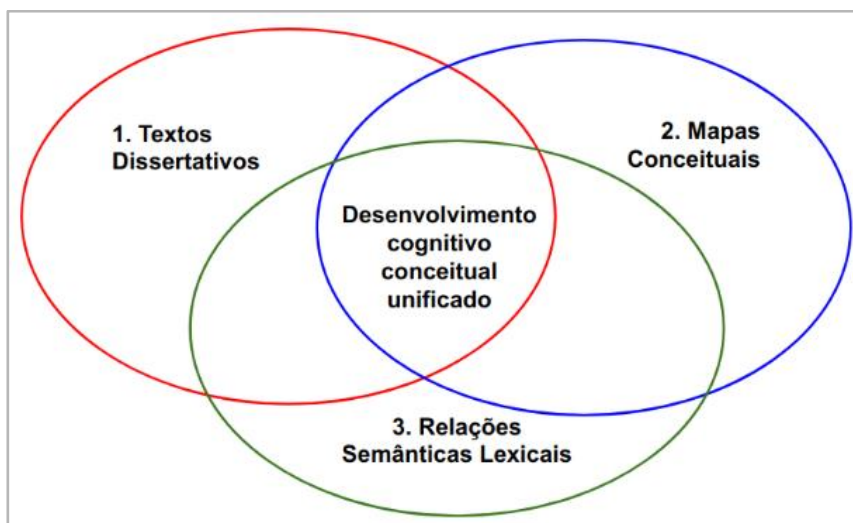 1. Textos
Dissertativos
2. Mapas
Conceituais
Desenvolvimento
cognitivo
conceitual
unificado
3. Relações
Semânticas Lexicais